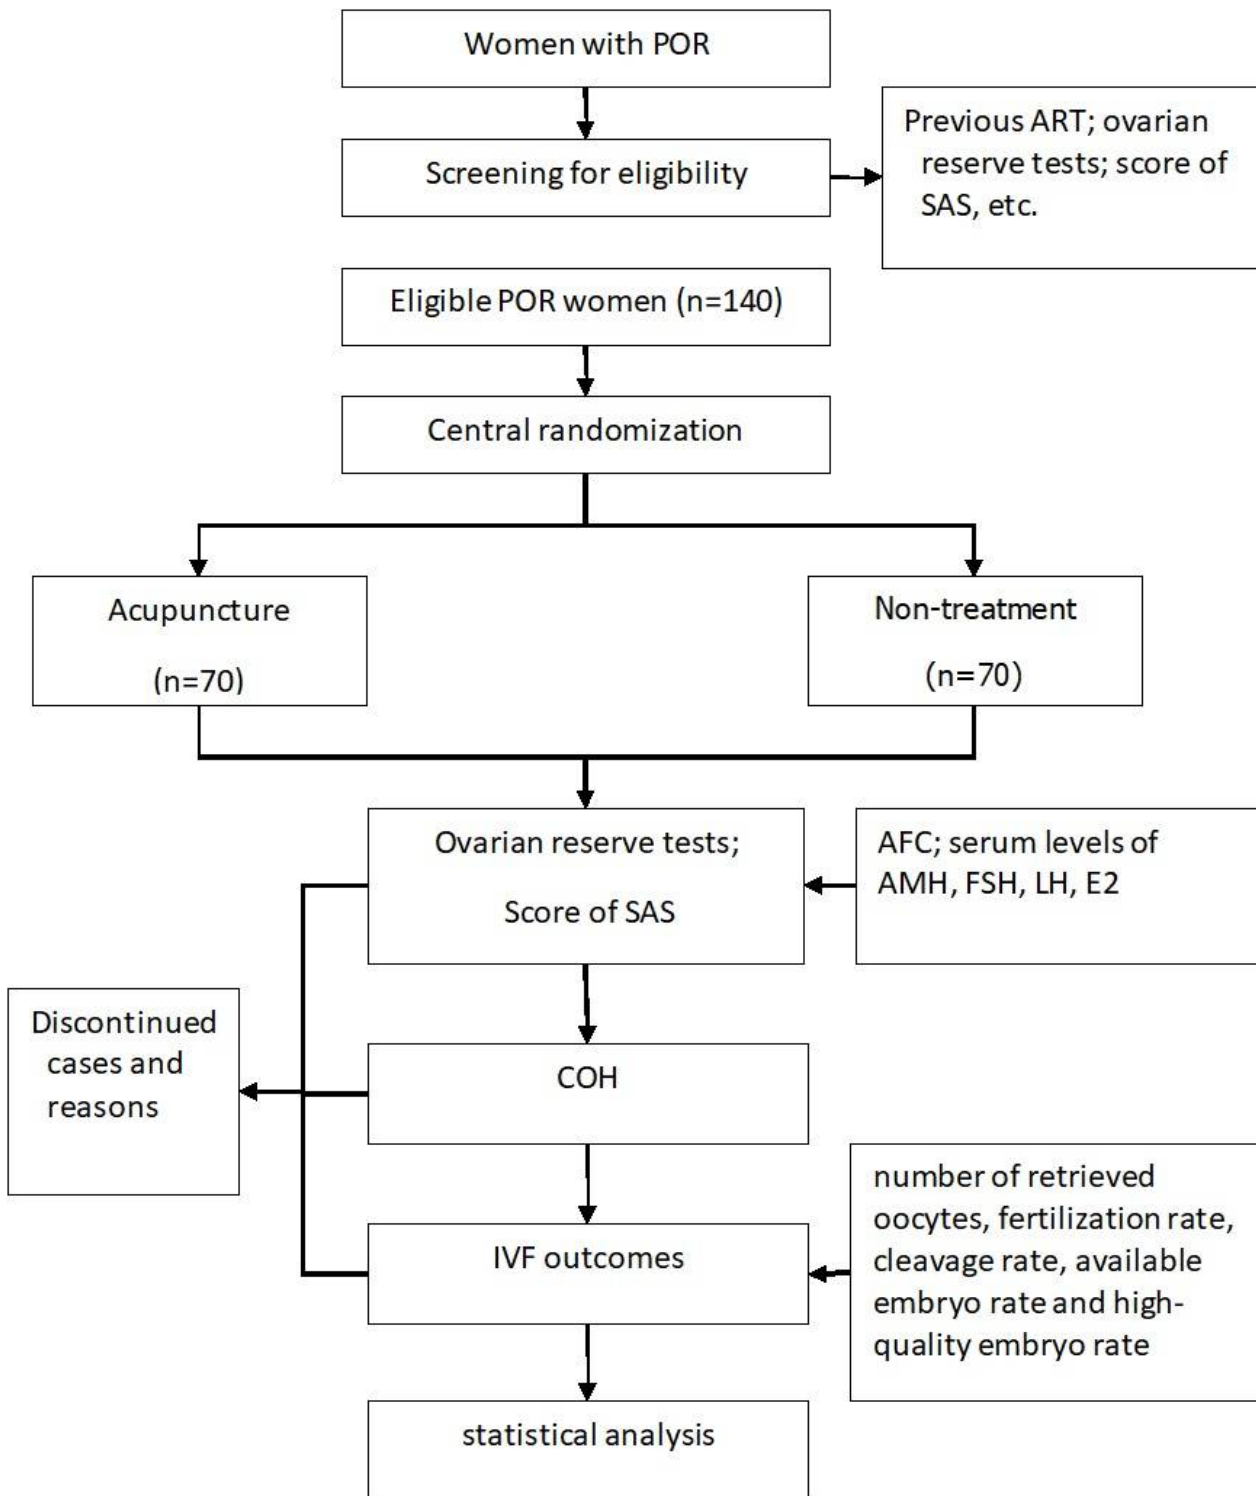 Women with POR
Screening for eligibility
Previous ART; ovarian
reserve tests; score of
SAS, etc.
Eligible POR women (n=140)
Central randomization
Acupuncture
(n=70)
Non-treatment
(n=70)
Ovarian reserve tests;
Score of SAS
AFC; serum levels of
AMH, FSH, LH, E2
Discontinued
cases and
reasons
COH
IVF outcomes
number of retrieved
oocytes, fertilization rate,
cleavage rate, available
embryo rate and high-
quality embryo rate
statistical analysis